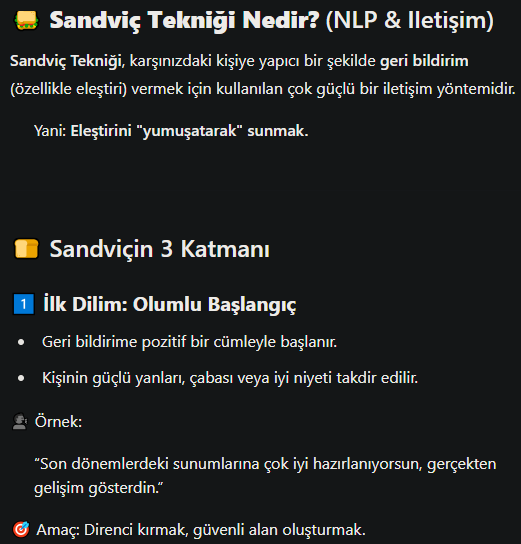 🍔 Sandviç Tekniği Nedir? (NLP & Iletişim)
Sandviç Tekniği, karşınızdaki kişiye yapıcı bir şekilde geri bildirim
(özellikle eleştiri) vermek için kullanılan çok güçlü bir iletişim yöntemidir.
Yani: Eleştirini "yumuşatarak" sunmak.
🍞 Sandviçin 3 Katmanı
1️⃣ İlk Dilim: Olumlu Başlangıç
• Geri bildirime pozitif bir cümleyle başlanır.
• Kişinin güçlü yanları, çabası veya iyi niyeti takdir edilir.
🗣️ Örnek:
“Son dönemlerdeki sunumlarına çok iyi hazırlanıyorsun, gerçekten
gelişim gösterdin.”
🎯 Amaç: Direnci kırmak, güvenli alan oluşturmak.